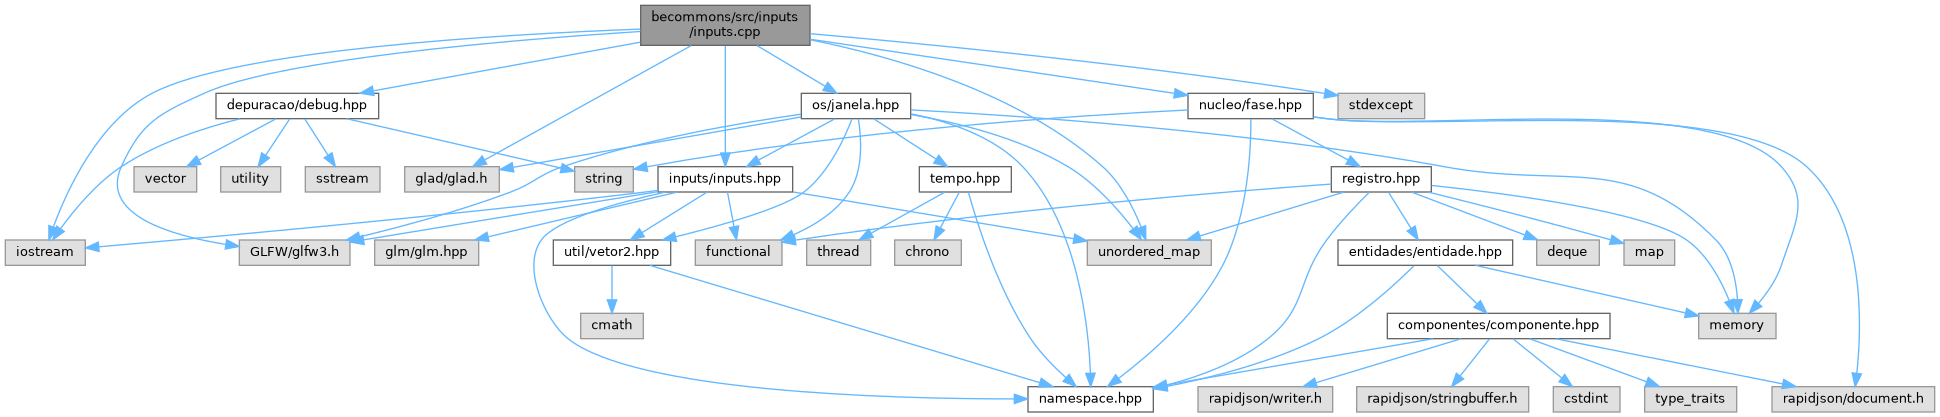 becommons/src/inputs
/inputs.cpp
depuracao/debug.hpp
os/janela.hpp
nucleo/fase.hpp
stdexcept
vector
utility
sstream
glad/glad.h
string
inputs/inputs.hpp
tempo.hpp
registro.hpp
iostream
GLFW/glfw3.h
glm/glm.hpp
util/vetor2.hpp
functional
thread
chrono
unordered_map
entidades/entidade.hpp
deque
map
cmath
componentes/componente.hpp
memory
namespace.hpp
rapidjson/writer.h
rapidjson/stringbuffer.h
cstdint
type_traits
rapidjson/document.h